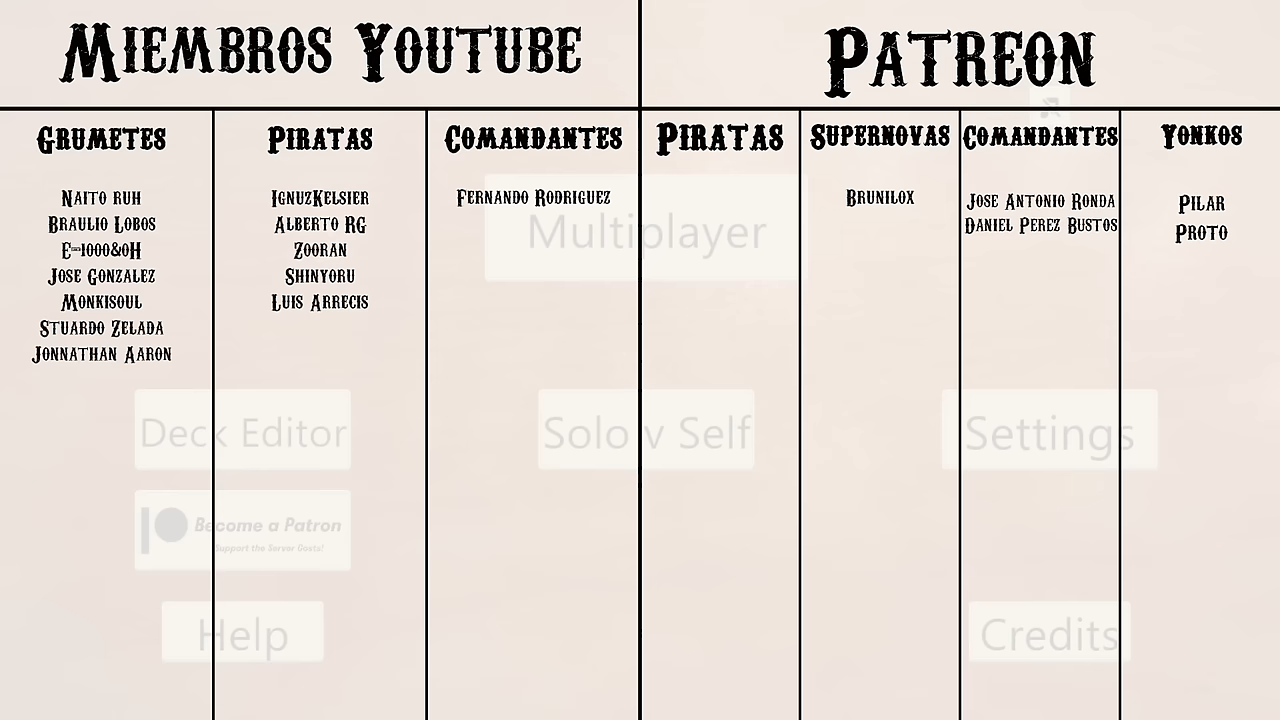 Miembros Youtube
Patreon
Grumetes
Naito ruh
Braulio Lobos
Jose Gonzalez
Monkisoul
Stuardo Zelada
Jonnathan Aaron
Piratas
IgnuzKelsier
Alberto RG
Zooran
Shinyoru
Luis Arrecis
Comandantes
Fernando Rodriguez
Piratas
Supernovas
Brunilox
Comandantes
Jose Antonio Ronda
Daniel Perez Bustos
Yonkos
Pilar
Proto
Multiplayer
Deck Editor
Solo v Self
Settings
Become a Patron
Support the Server Costs!
Help
Credits